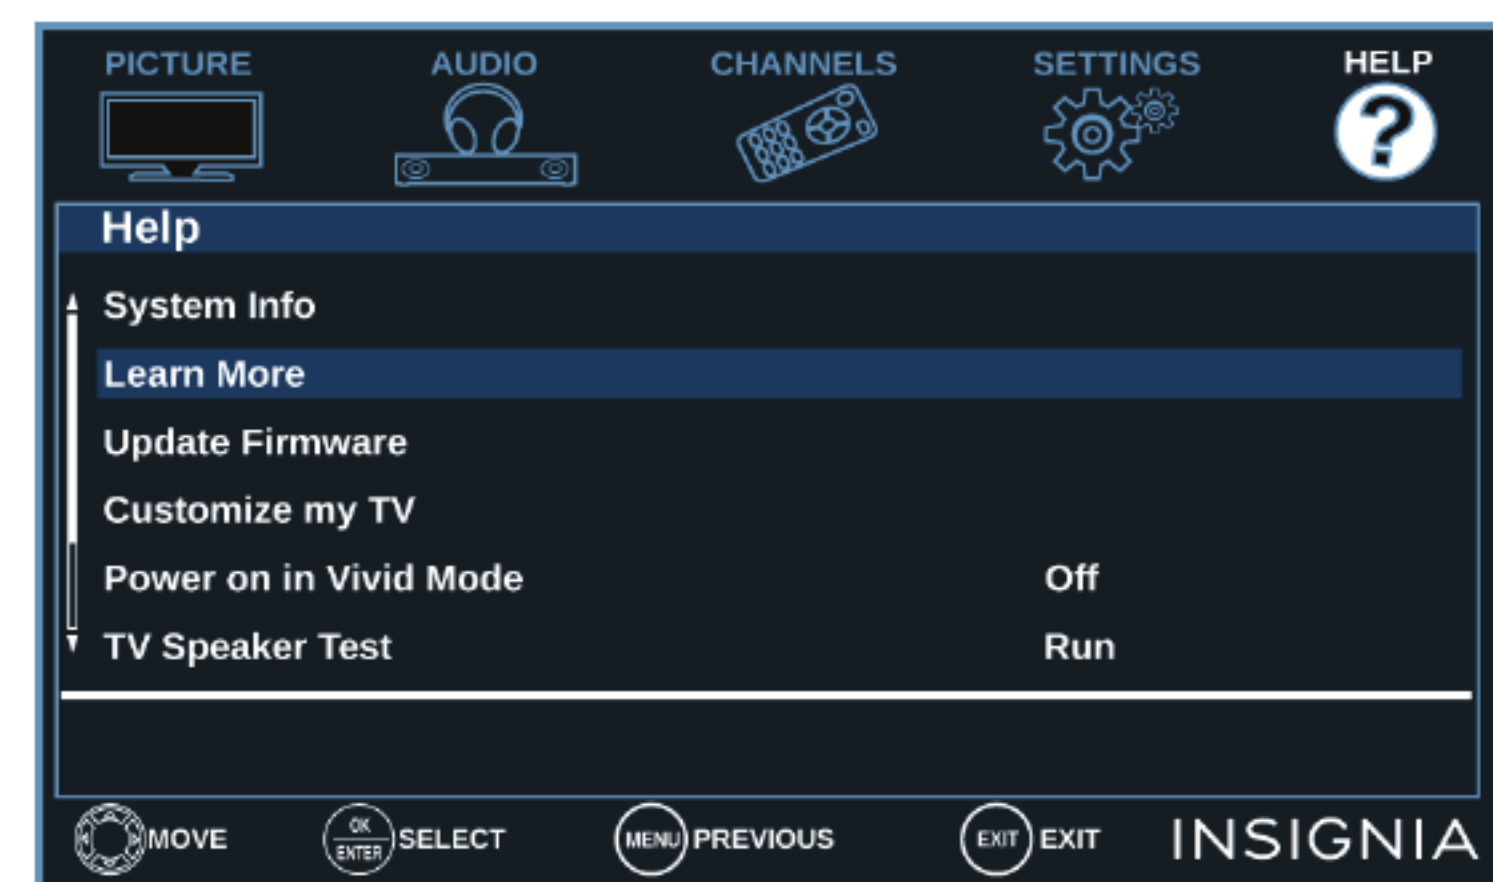 PICTURE AUDIO CHANNELS SETTINGS HELP
?
Help
System Info
Learn More
Update Firmware
Customize my TV
Power on in Vivid Mode Off
TV Speaker Test Run
MOVE OK ENTER SELECT MENU PREVIOUS EXIT EXIT INSIGNIA